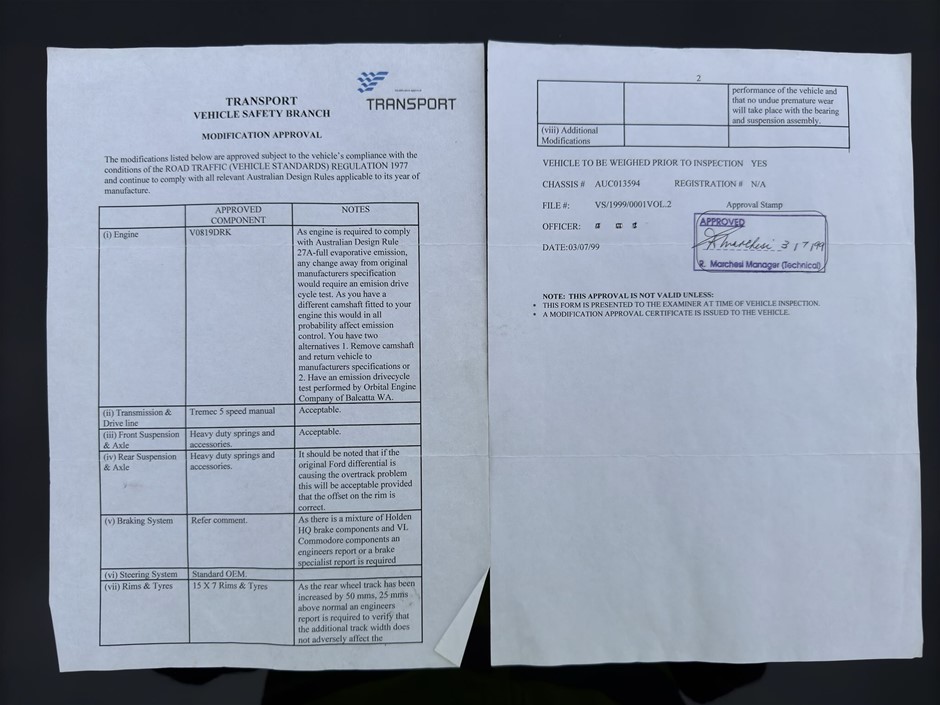 TRANSPORT
TRANSPORT
VEHICLE SAFETY BRANCH
MODIFICATION APPROVAL
The modifications listed below are approved subject to the vehicle's compliance with the
conditions of the ROAD TRAFFIC (VEHICLE STANDARDS) REGULATION 1977
and continue to comply with all relevant Australian Design Rules applicable to its year of
manufacture.
APPROVED
COMPONENT
NOTES
(i) Engine
V0819DRK
As engine is required to comply
with Australian Design Rule
27A-full evaporative emission,
any change away from original
manufacturers specification
would require an emision drive
cycle test. As you have a
different camshaft fitted to your
engine this would in all
probability affect emission
control. You have two
alternatives 1. Remove camshaft
and return vehicle to
manufacturers specifications or
2. Have an emission drivecycle
test performed by Orbital Engine
Company of Balcatta WA.
(ii) Transmission &
Drive line
Tremec 5 speed manual
Acceptable.
(iii) Front Suspension
& Axle
Heavy duty springs and
accessories.
Acceptable.
(iv) Rear Suspension
& Axle
Heavy duty springs and
accessories.
It should be noted that if the
original Ford differential is
causing the overtrack problem
this will be acceptable provided
that the offset on the rim is
correct.
(v) Braking System
Refer comment.
As there is a mixture of Holden
HQ brake components and VL
Commodore components an
engineers report or a brake
specialist report is required
(vi) Steering System
Standard OEM.
(vii) Rims & Tyres
15 X 7 Rims & Tyres
As the rear wheel track has been
increased by 50 mms, 25 mms
above normal an engineers
report is required to verify that
the additional track width does
not adversely affect the
2
performance of the vehicle and
that no undue premature wear
will take place with the bearing
and suspension assembly.
(viii) Additional
Modifications
VEHICLE TO BE WEIGHED PRIOR TO INSPECTION YES
CHASSIS # AUC013594 REGISTRATION # N/A
FILE #: VS/1999/0001VOL.2 Approval Stamp
OFFICER:
DATE:03/07/99
APPROVED
R Marchesi 3/7/99
R. Marchesi Manager (Technical)
NOTE: THIS APPROVAL IS NOT VALID UNLESS:
• THIS FORM IS PRESENTED TO THE EXAMINER AT TIME OF VEHICLE INSPECTION.
• A MODIFICATION APPROVAL CERTIFICATE IS ISSUED TO THE VEHICLE.